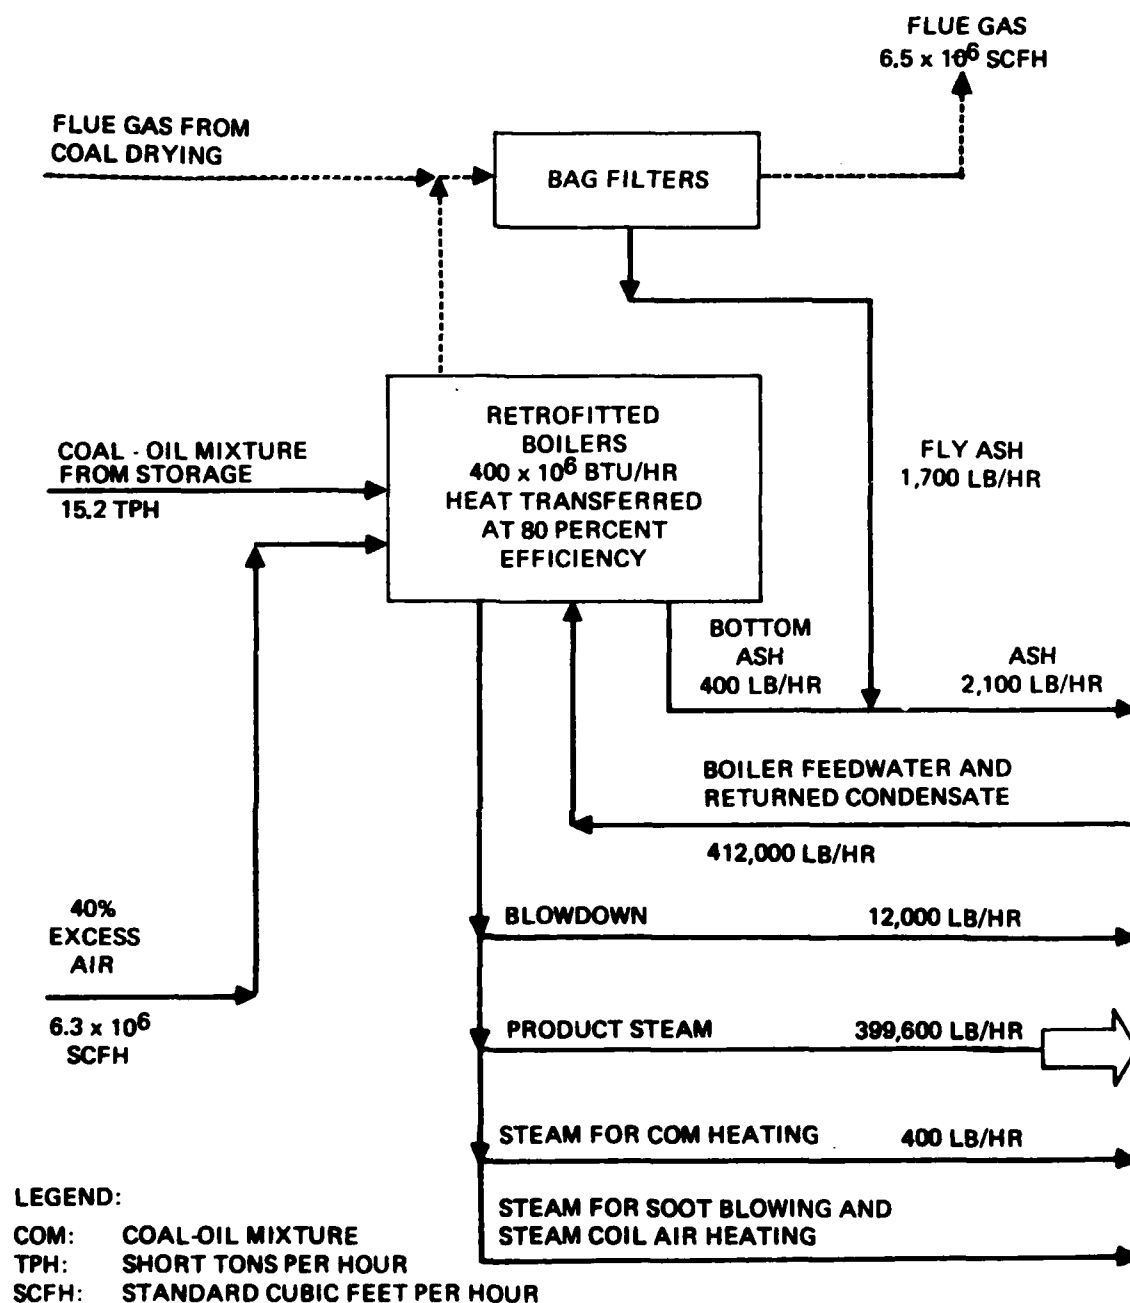 FLUE GAS
6.5 x 10⁶ SCFH
FLUE GAS FROM
COAL DRYING
BAG FILTERS
RETROFITTED
BOILERS
400 x 10⁶ BTU/HR
HEAT TRANSFERRED
AT 80 PERCENT
EFFICIENCY
COAL - OIL MIXTURE
FROM STORAGE
15.2 TPH
FLY ASH
1,700 LB/HR
BOTTOM
ASH
400 LB/HR
ASH
2,100 LB/HR
BOILER FEEDWATER AND
RETURNED CONDENSATE
412,000 LB/HR
40%
EXCESS
AIR
6.3 x 10⁶
SCFH
BLOWDOWN 12,000 LB/HR
PRODUCT STEAM 399,600 LB/HR
STEAM FOR COM HEATING 400 LB/HR
STEAM FOR SOOT BLOWING AND
STEAM COIL AIR HEATING
LEGEND:
COM: COAL-OIL MIXTURE
TPH: SHORT TONS PER HOUR
SCFH: STANDARD CUBIC FEET PER HOUR